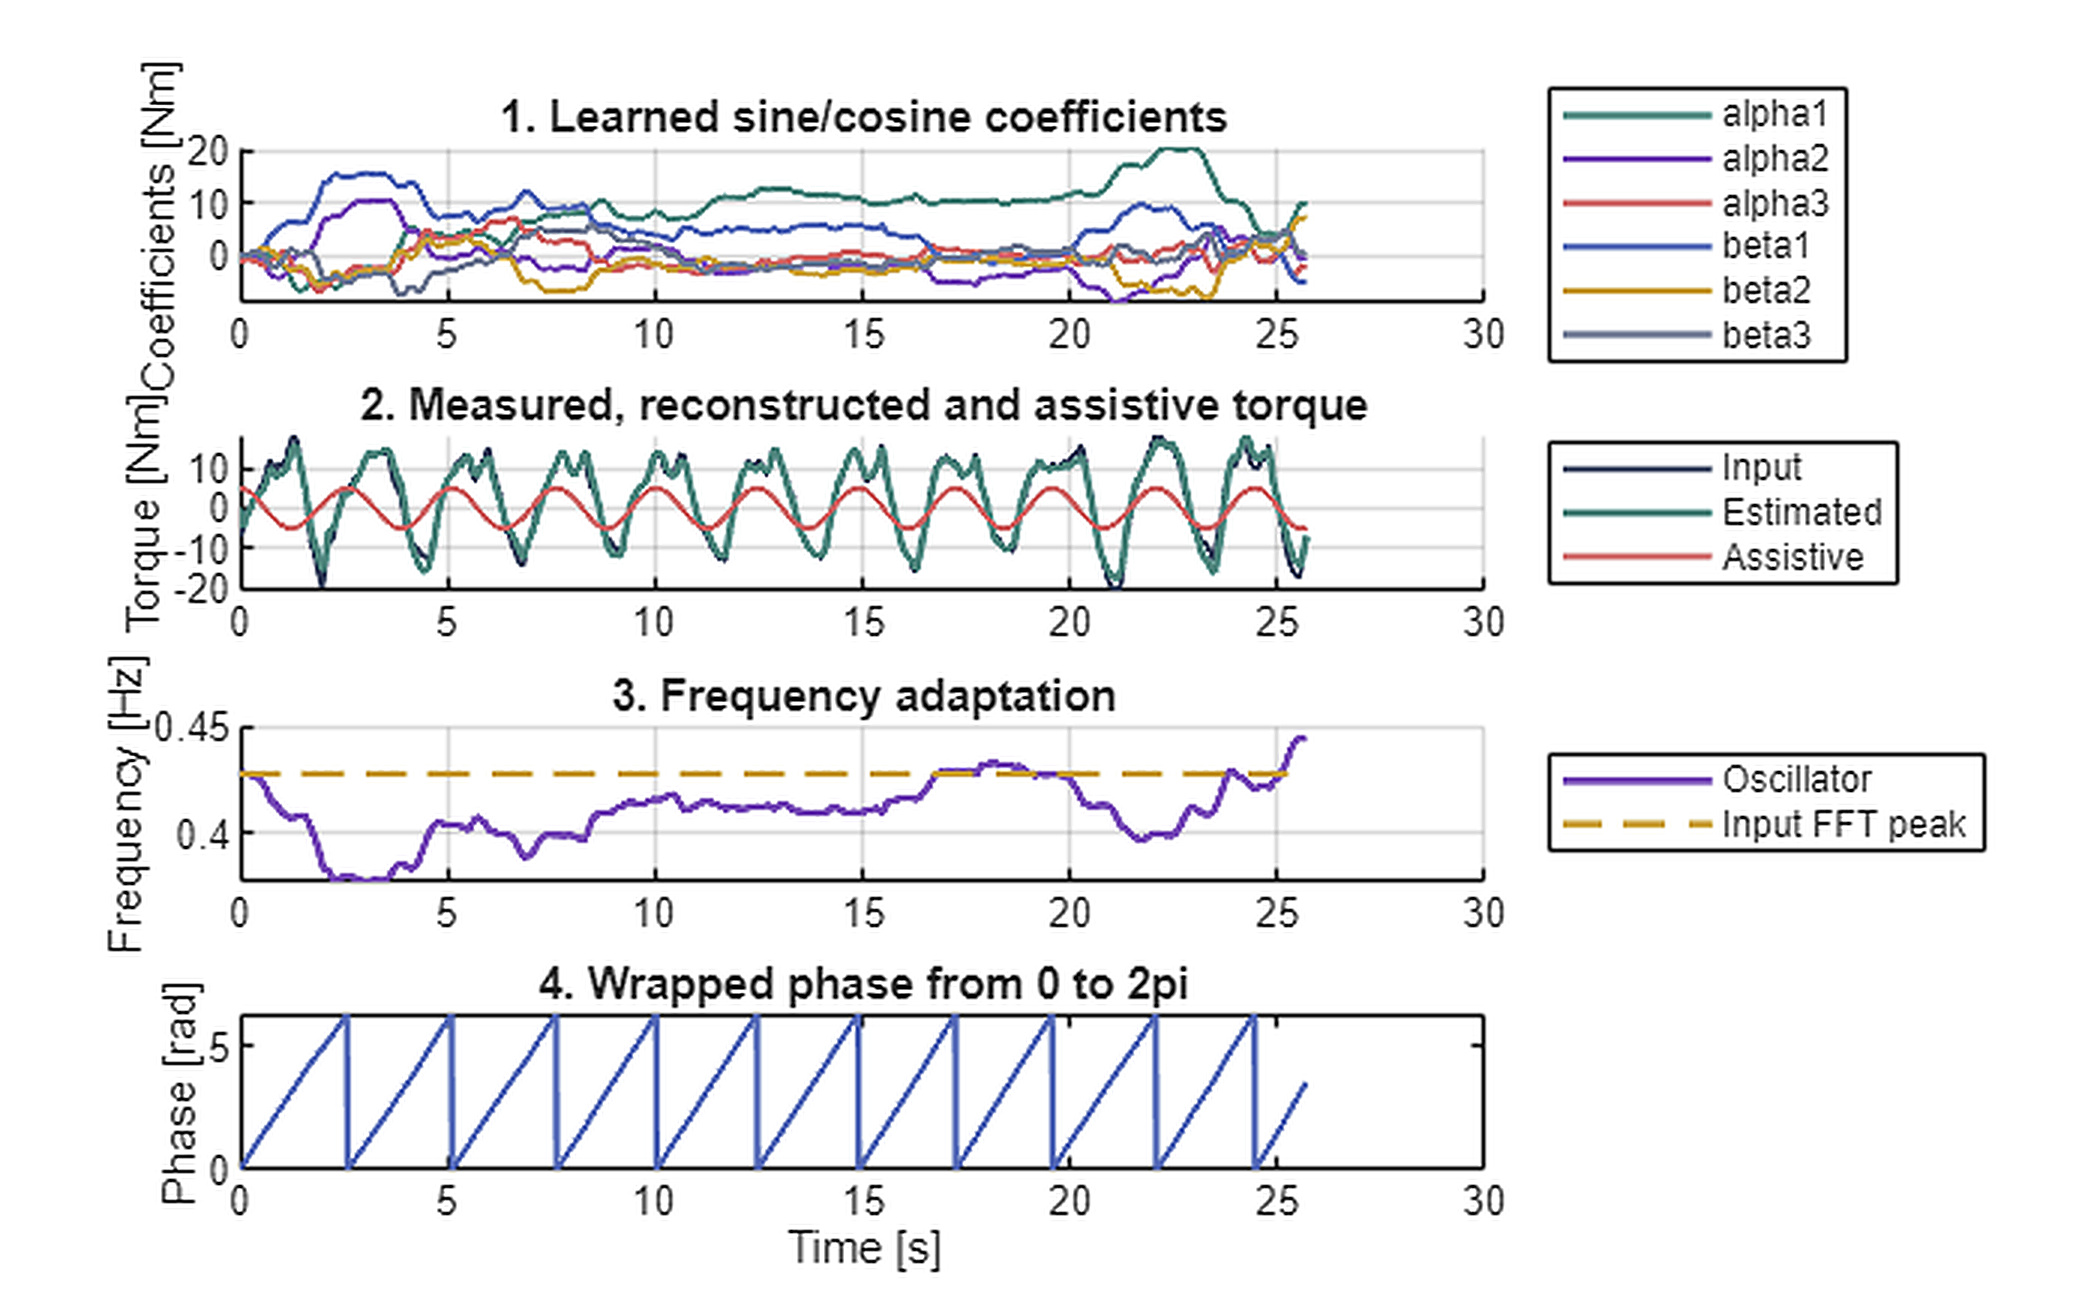 1. Learned sine/cosine coefficients
Coefficients [Nm]
20
10
0
0 5 10 15 20 25 30
alpha1
alpha2
alpha3
beta1
beta2
beta3
2. Measured, reconstructed and assistive torque
Torque [Nm]
10
0
-10
-20
0 5 10 15 20 25 30
Input
Estimated
Assistive
3. Frequency adaptation
Frequency [Hz]
0.45
0.4
0 5 10 15 20 25 30
Oscillator
Input FFT peak
4. Wrapped phase from 0 to 2pi
Phase [rad]
5
0
0 5 10 15 20 25 30
Time [s]